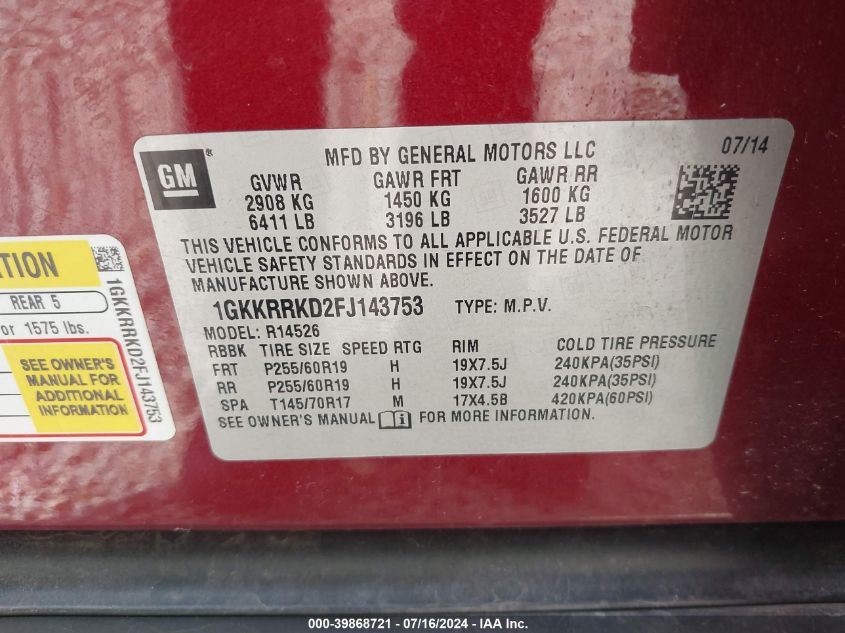 GM®
MFD BY GENERAL MOTORS LLC
07/14
GVWR GAWR FRT GAWR RR
2908 KG 1450 KG 1600 KG
6411 LB 3196 LB 3527 LB
THIS VEHICLE CONFORMS TO ALL APPLICABLE U.S. FEDERAL MOTOR
VEHICLE SAFETY STANDARDS IN EFFECT ON THE DATE OF
MANUFACTURE SHOWN ABOVE.
1GKKRRKD2FJ143753 TYPE: M.P.V.
MODEL: R14526
RBBK TIRE SIZE SPEED RTG RIM COLD TIRE PRESSURE
FRT P255/60R19 H 19X7.5J 240KPA(35PSI)
RR P255/60R19 H 19X7.5J 240KPA(35PSI)
SPA T145/70R17 M 17X4.5B 420KPA(60PSI)
SEE OWNER'S MANUAL FOR MORE INFORMATION.
REAR 5
or 1575 lbs.
SEE OWNER'S
MANUAL FOR
ADDITIONAL
INFORMATION
1GKKRRKD2FJ143753
000-39868721 - 07/16/2024 - IAA, Inc.